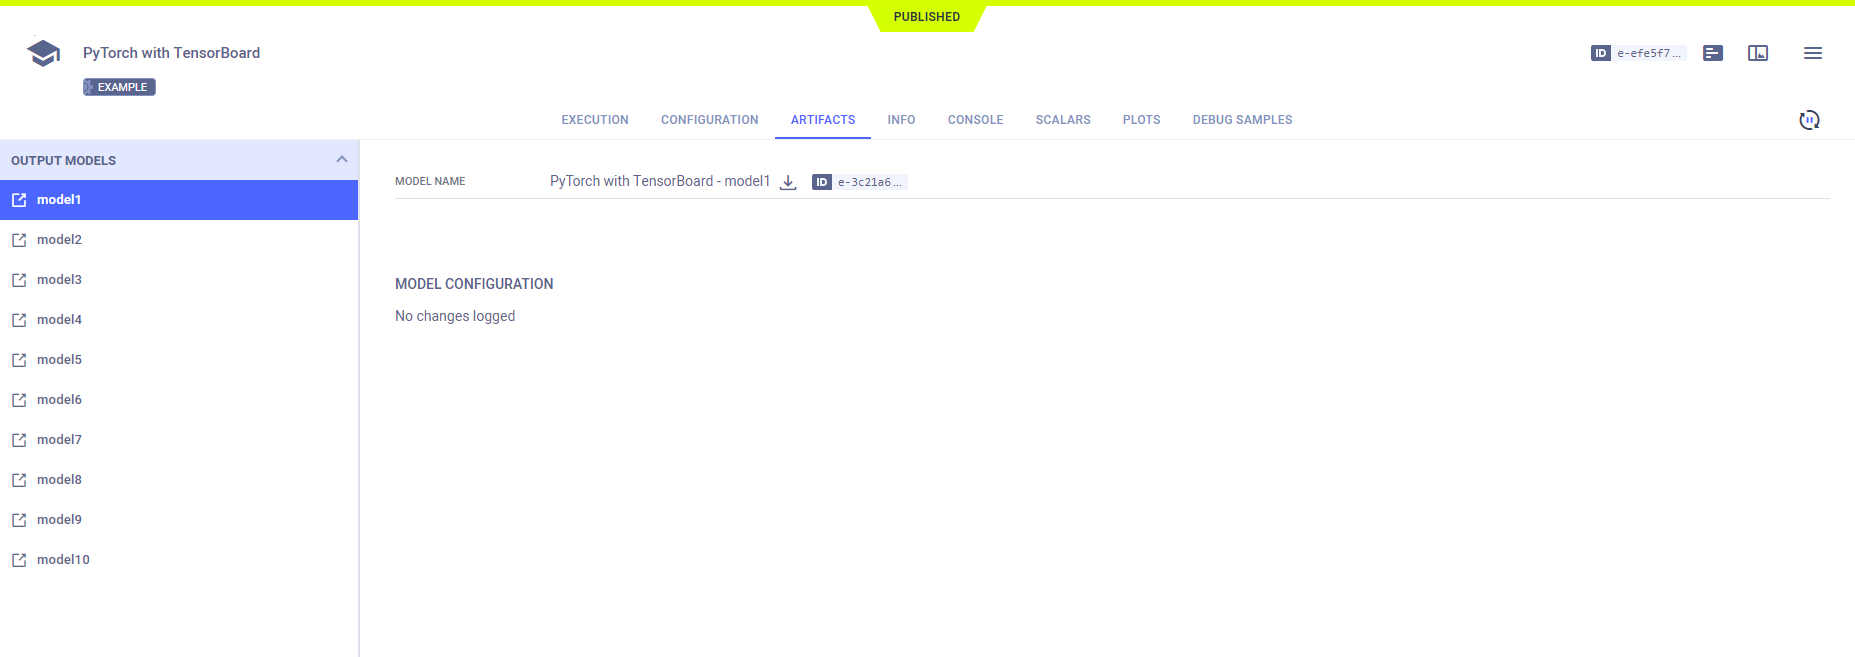 PUBLISHED
PyTorch with TensorBoard
ID e-efe5f7...
EXAMPLE
EXECUTION CONFIGURATION ARTIFACTS INFO CONSOLE SCALARS PLOTS DEBUG SAMPLES
OUTPUT MODELS
model1
model2
model3
model4
model5
model6
model7
model8
model9
model10
MODEL NAME PyTorch with TensorBoard - model1 ID e-3c21a6...
MODEL CONFIGURATION
No changes logged